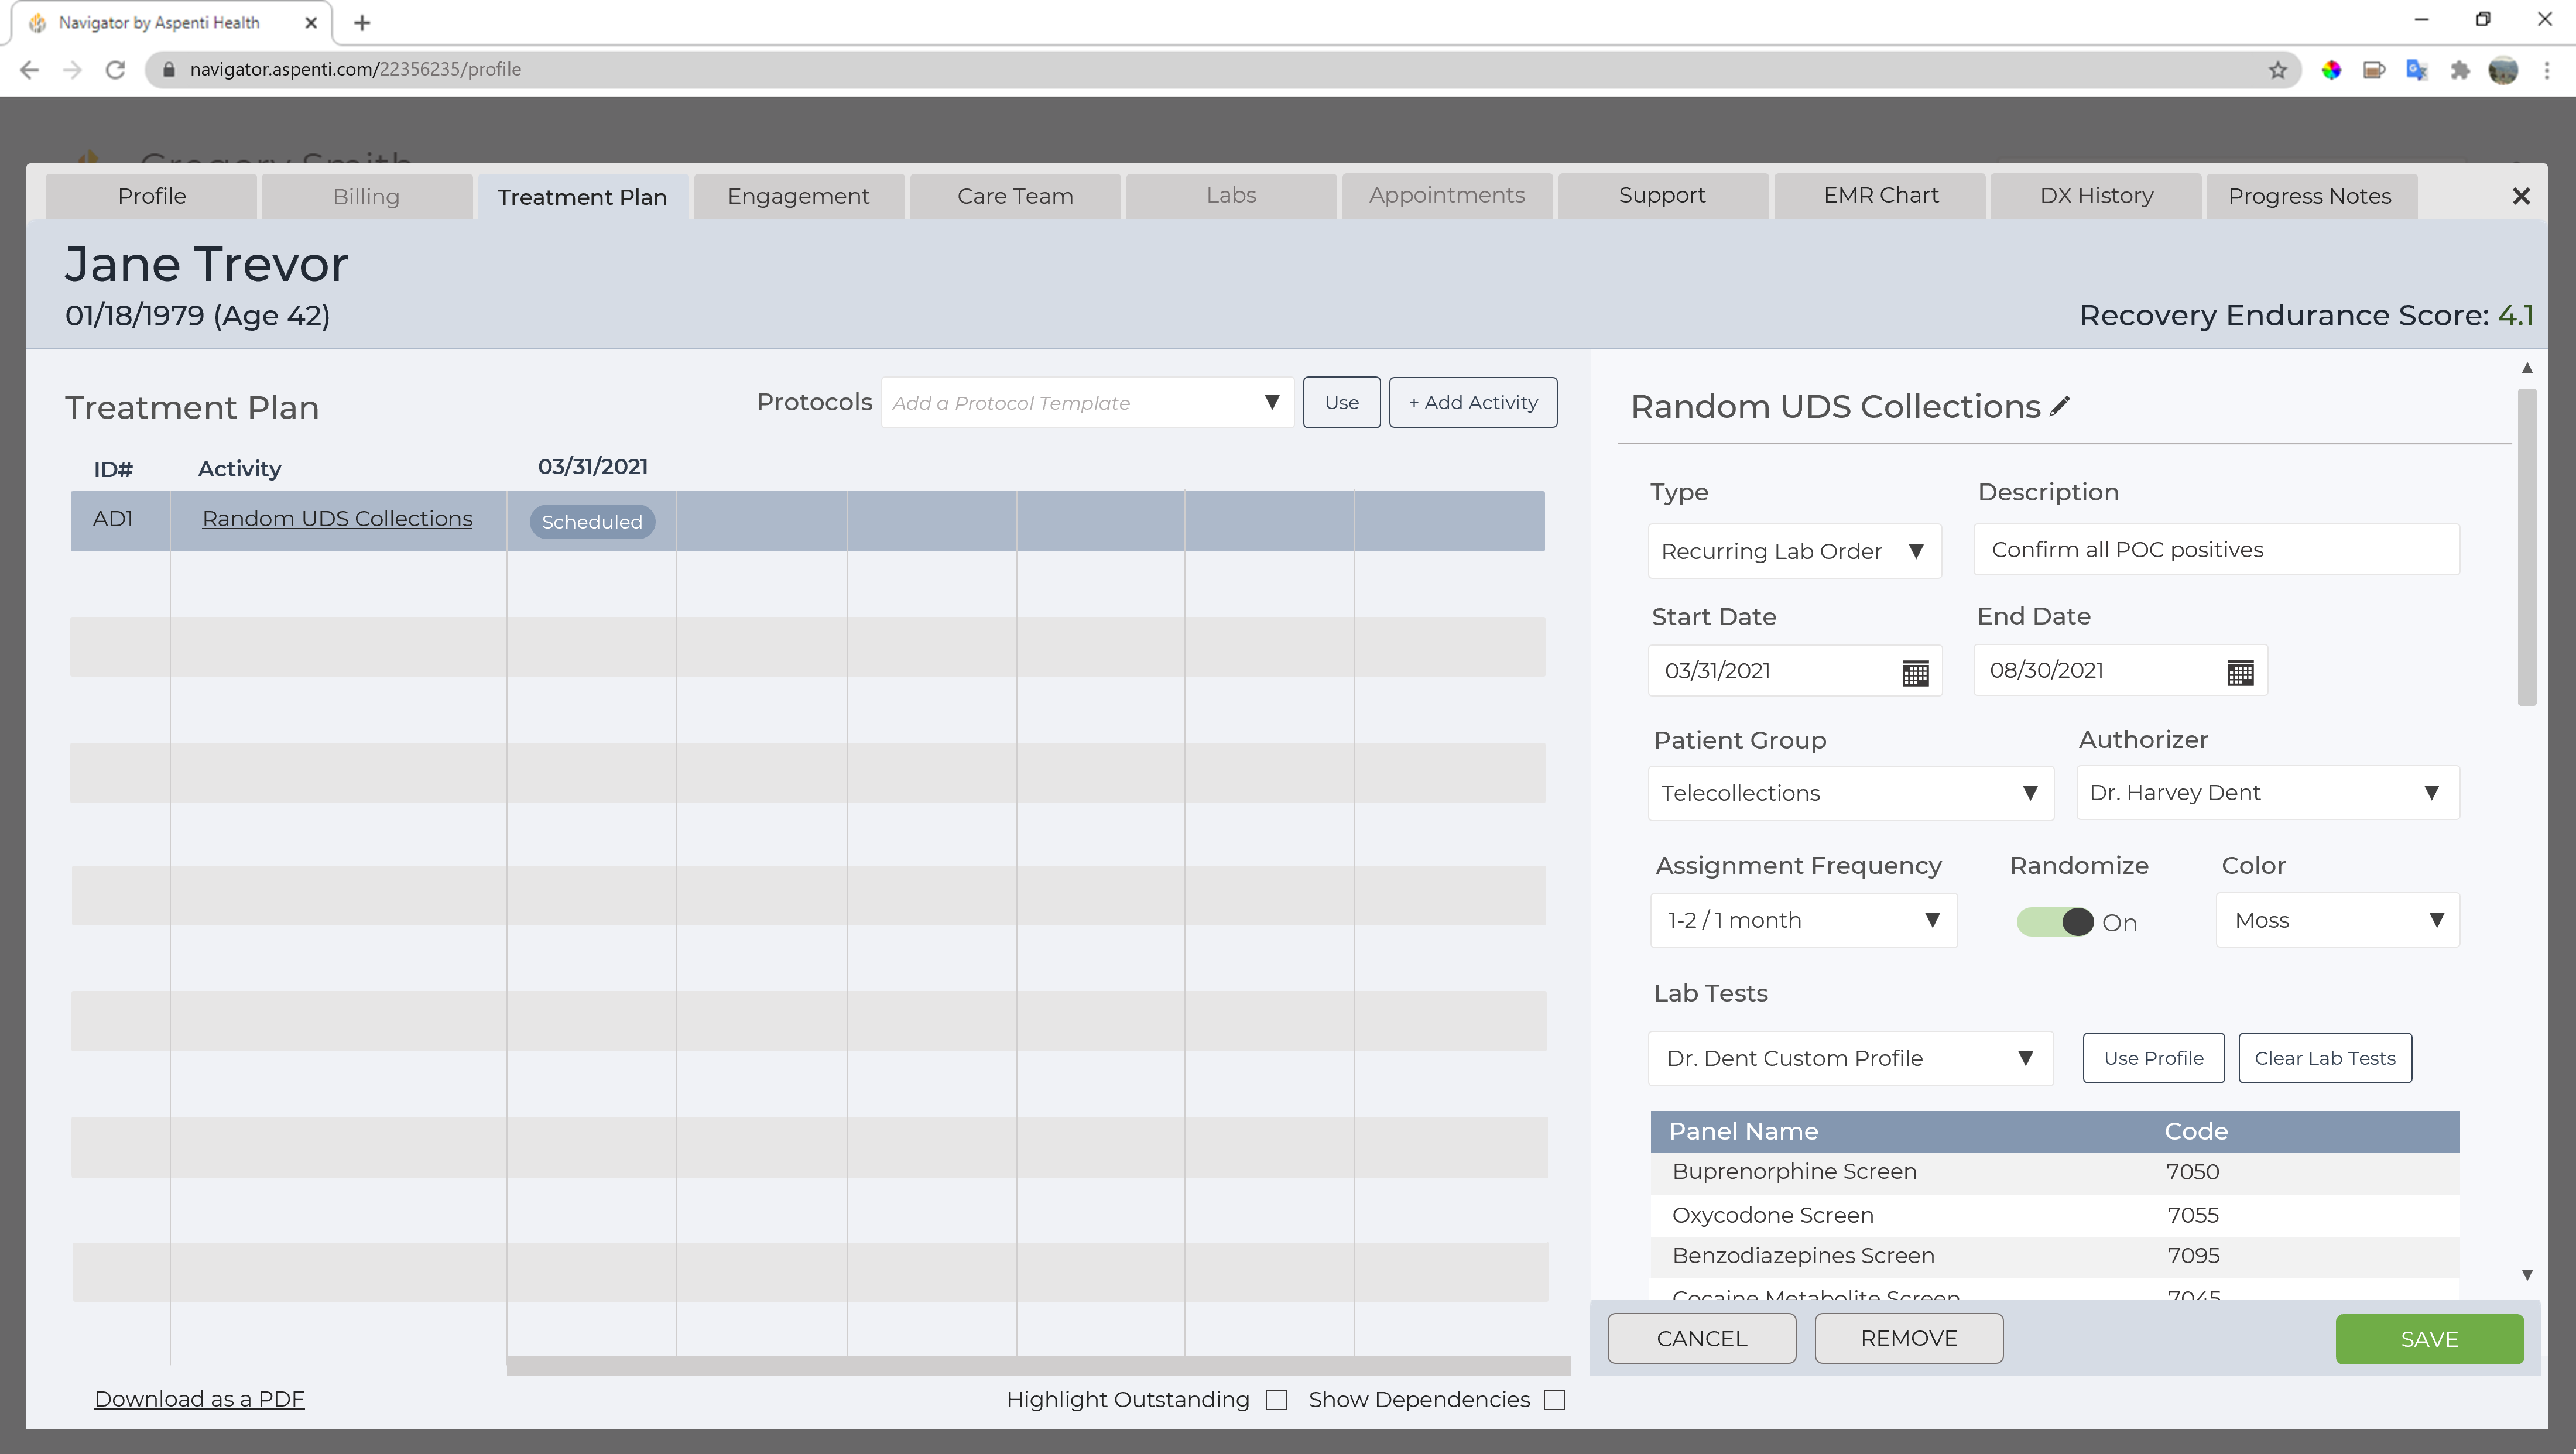 Navigator by Aspenti Health
navigator.aspenti.com/22356235/profile
Gregory Smith
Profile Billing Treatment Plan Engagement Care Team Labs Appointments Support EMR Chart DX History Progress Notes
Jane Trevor
01/18/1979 (Age 42)
Recovery Endurance Score: 4.1
Treatment Plan
Protocols Add a Protocol Template Use + Add Activity
ID# Activity 03/31/2021
AD1 Random UDS Collections Scheduled
Download as a PDF
Highlight Outstanding Show Dependencies
Random UDS Collections
Type Description
Recurring Lab Order Confirm all POC positives
Start Date End Date
03/31/2021 08/30/2021
Patient Group Authorizer
Telecollections Dr. Harvey Dent
Assignment Frequency Randomize Color
1-2 / 1 month On Moss
Lab Tests
Dr. Dent Custom Profile Use Profile Clear Lab Tests
Panel Name Code
Buprenorphine Screen 7050
Oxycodone Screen 7055
Benzodiazepines Screen 7095
Cocaine Metabolite Screen 7045
CANCEL REMOVE SAVE